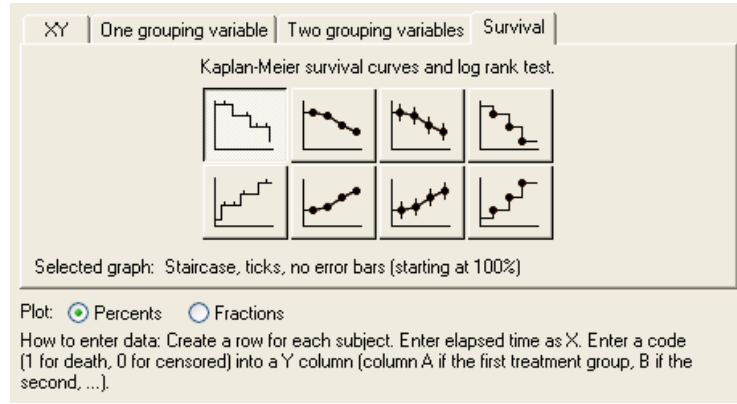 XY One grouping variable Two grouping variables Survival
Kaplan-Meier survival curves and log rank test.
Selected graph: Staircase, ticks, no error bars (starting at 100%)
Plot: Percents Fractions
How to enter data: Create a row for each subject. Enter elapsed time as X. Enter a code
(1 for death, 0 for censored) into a Y column (column A if the first treatment group, B if the
second, ...).